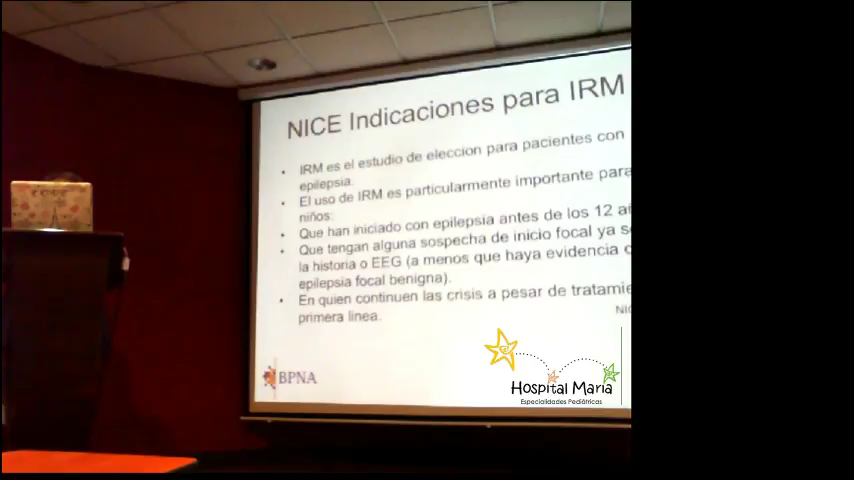 NICE Indicaciones para IRM
• IRM es el estudio de eleccion para pacientes con
epilepsia.
• El uso de IRM es particularmente importante para
niños:
• Que han iniciado con epilepsia antes de los 12
• Que tengan alguna sospecha de inicio focal ya
la historia o EEG (a menos que haya evidencia
epilepsia focal benigna).
• En quien continuen las crisis a pesar de
primera linea.
BPNA
Hospital María
Especialidades Pediátricas